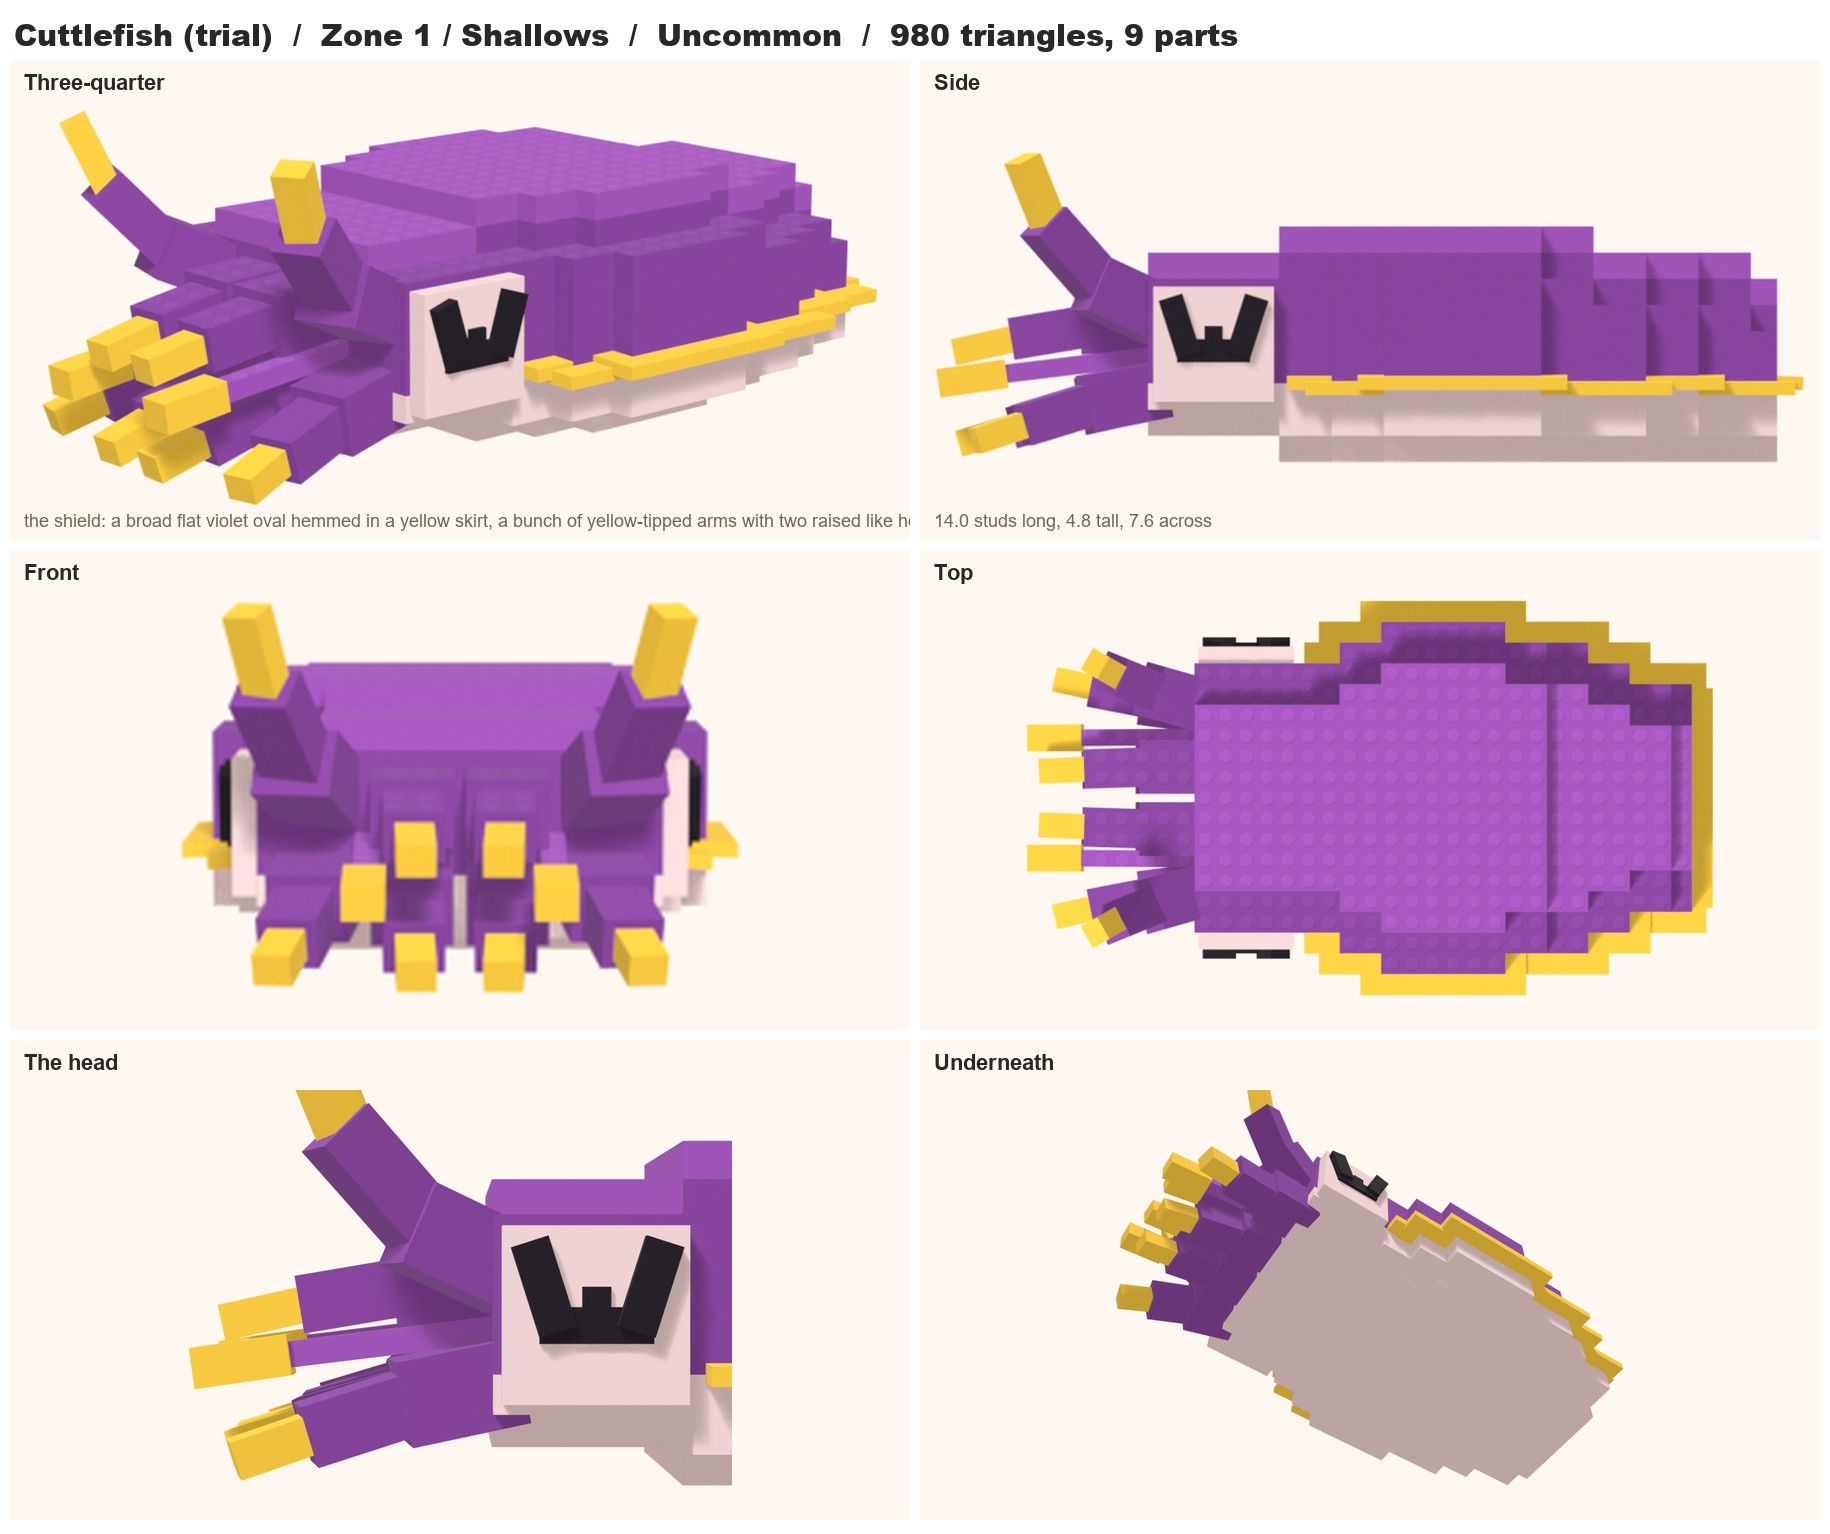 Cuttlefish (trial)  /  Zone 1 / Shallows  /  Uncommon  /  980 triangles, 9 parts
Three-quarter
Side
the shield: a broad flat violet oval hemmed in a yellow skirt, a bunch of yellow-tipped arms with two raised like
14.0 studs long, 4.8 tall, 7.6 across
Front
Top
The head
Underneath